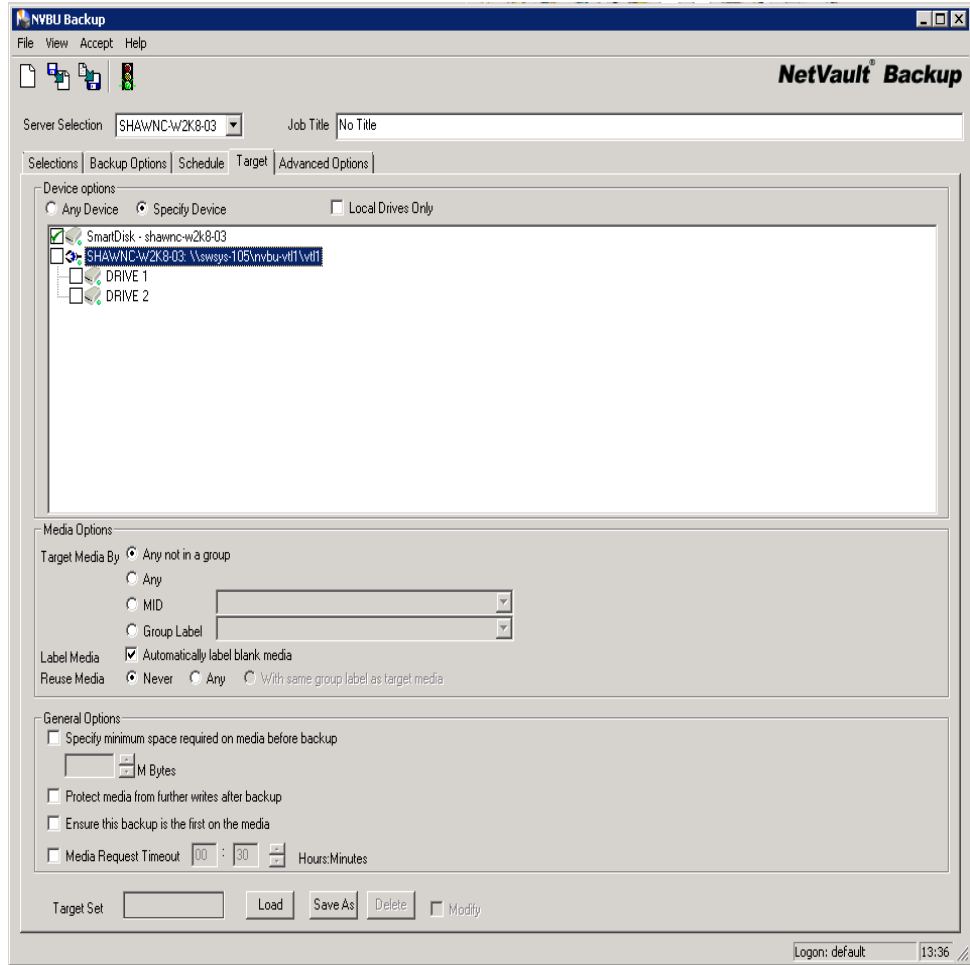 NVBU Backup
File View Accept Help
NetVault® Backup
Server Selection SHAWNC-W2K8-03 Job Title No Title
Selections Backup Options Schedule Target Advanced Options
Device options
Any Device Specify Device Local Drives Only
SmartDisk - shawnc-w2k8-03
SHAWNC-W2K8-03: \\swsys-105\nvbu-vtl1\vtl1
DRIVE 1
DRIVE 2
Media Options
Target Media By Any not in a group
Any
MID
Group Label
Label Media Automatically label blank media
Reuse Media Never Any With same group label as target media
General Options
Specify minimum space required on media before backup
M Bytes
Protect media from further writes after backup
Ensure this backup is the first on the media
Media Request Timeout 00 : 30 Hours:Minutes
Target Set Load Save As Delete Modify
Logon: default 13:36